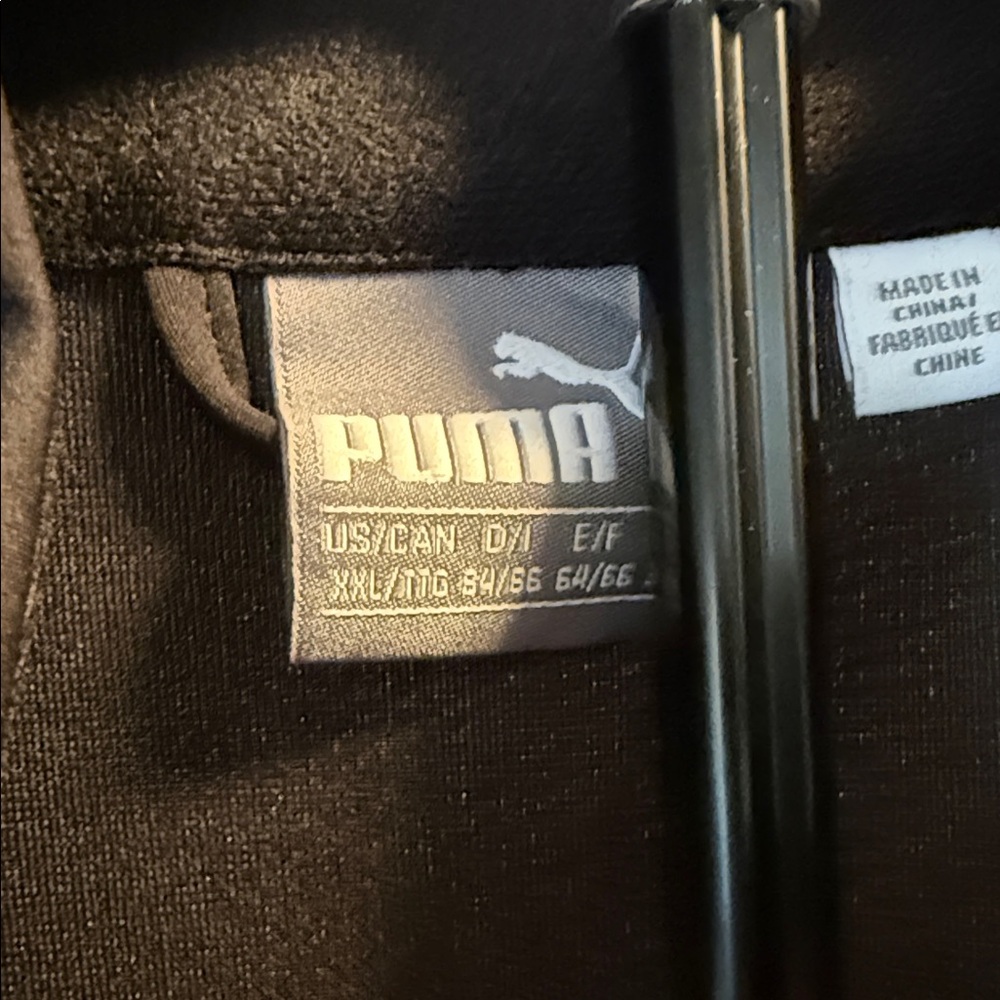 PUMA
US/CAN D/I E/F
XXL/TTG 64/66 64/66
MADE IN
CHINA/
FABRIQUÉ E
CHINE